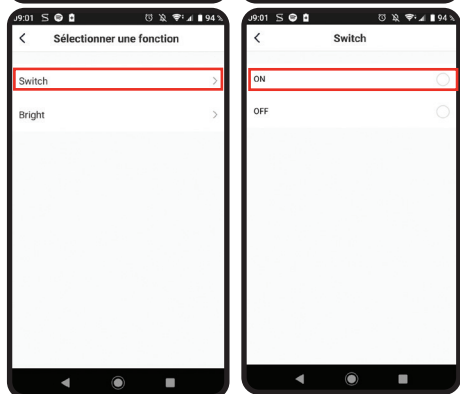 09:01
94 %
Sélectionner une fonction
Switch
Bright
09:01
94 %
Switch
ON
OFF